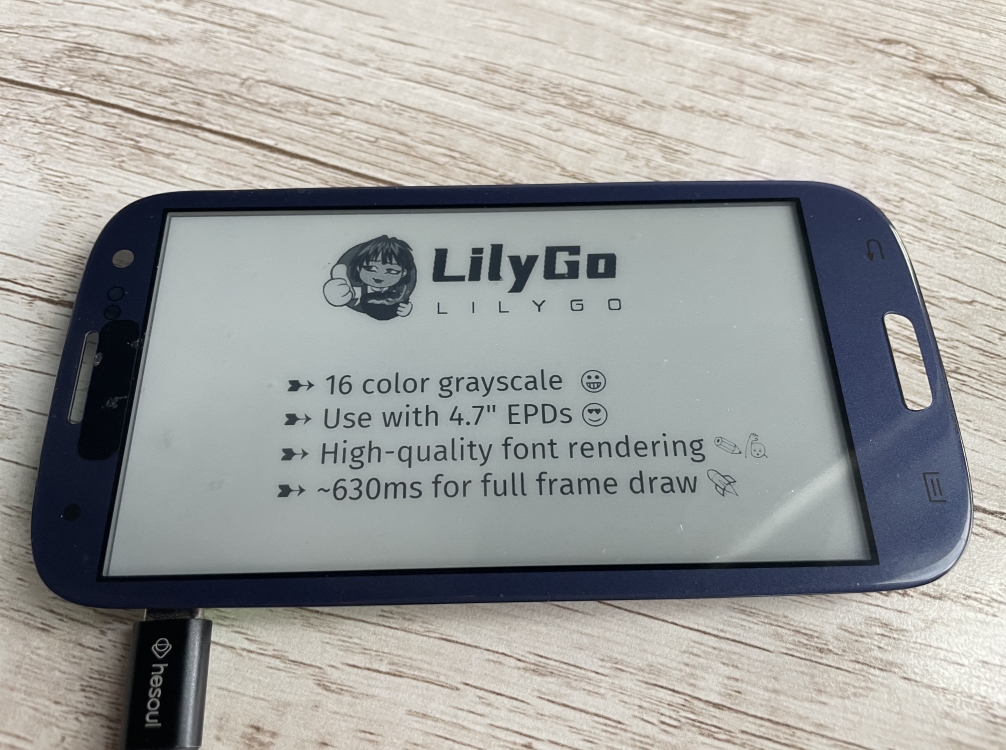 LilyGo
LILYGO
➵ 16 color grayscale 😀
➵ Use with 4.7" EPDs 😎
➵ High-quality font rendering ✎🙋
➵ ~630ms for full frame draw 🚀
hesoul